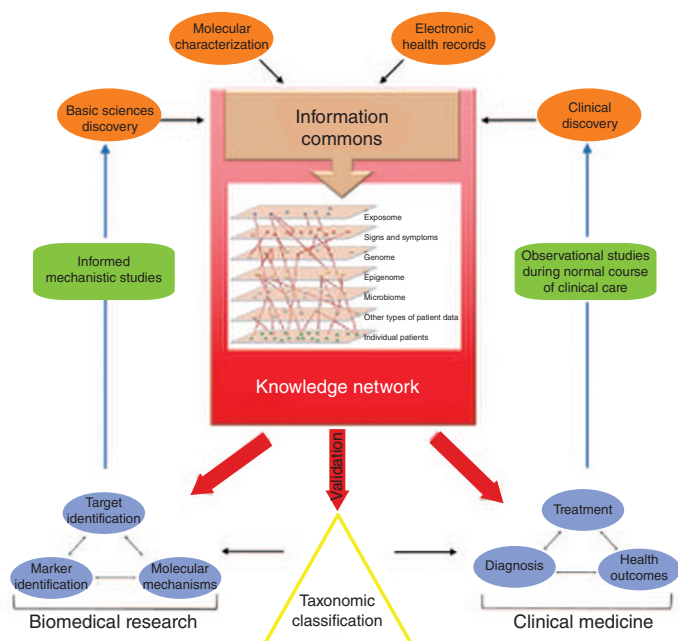 Molecular
characterization
Electronic
health records
Basic sciences
discovery
Information
commons
Clinical
discovery
Exposome
Signs and symptoms
Genome
Epigenome
Microbiome
Other types of patient data
Individual patients
Informed
mechanistic studies
Observational studies
during normal course
of clinical care
Knowledge network
Validation
Target
identification
Marker
identification
Molecular
mechanisms
Biomedical research
Taxonomic
classification
Treatment
Diagnosis
Health
outcomes
Clinical medicine